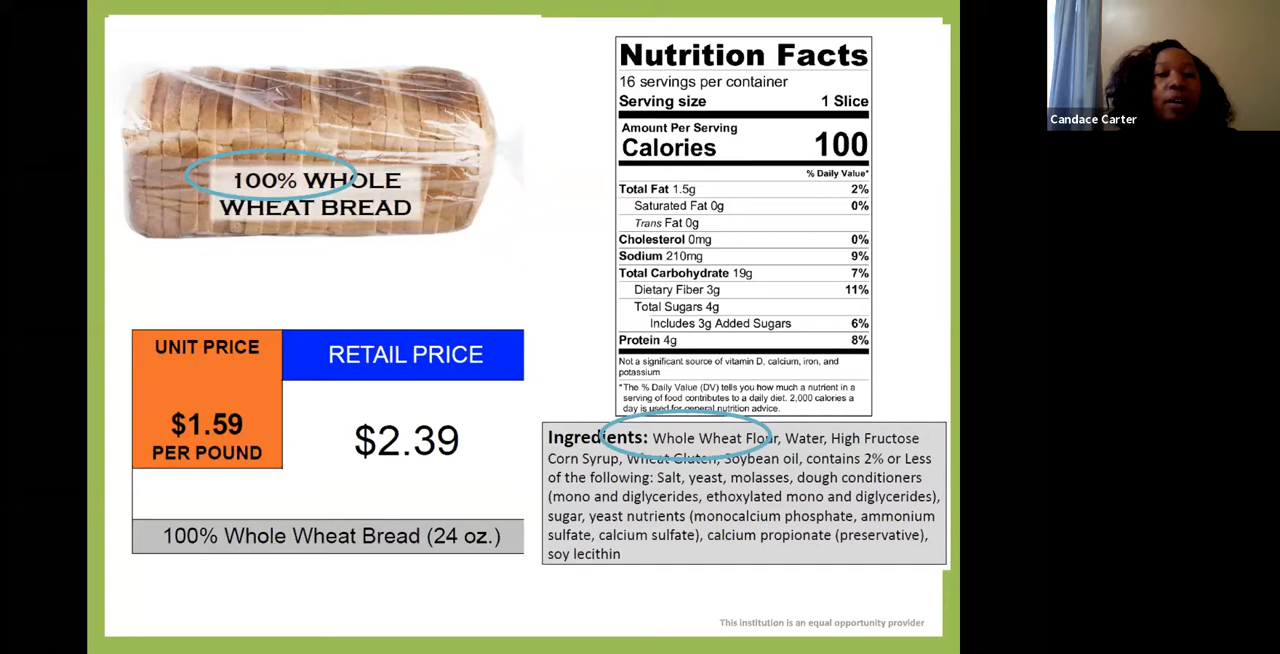 100% WHOLE
WHEAT BREAD
UNIT PRICE
$1.59
PER POUND
RETAIL PRICE
$2.39
100% Whole Wheat Bread (24 oz.)
Nutrition Facts
16 servings per container
Serving size 1 Slice
Amount Per Serving
Calories 100
% Daily Value*
Total Fat 1.5g 2%
Saturated Fat 0g 0%
Trans Fat 0g
Cholesterol 0mg 0%
Sodium 210mg 9%
Total Carbohydrate 19g 7%
Dietary Fiber 3g 11%
Total Sugars 4g
Includes 3g Added Sugars 6%
Protein 4g 8%
Not a significant source of vitamin D, calcium, iron, and
potassium
*The % Daily Value (DV) tells you how much a nutrient in a
serving of food contributes to a daily diet. 2,000 calories a
day is used for general nutrition advice.
Ingredients: Whole Wheat Flour, Water, High Fructose
Corn Syrup, Wheat Gluten, Soybean oil, contains 2% or Less
of the following: Salt, yeast, molasses, dough conditioners
(mono and diglycerides, ethoxylated mono and diglycerides),
sugar, yeast nutrients (monocalcium phosphate, ammonium
sulfate, calcium sulfate), calcium propionate (preservative),
soy lecithin
This institution is an equal opportunity provider
Candace Carter